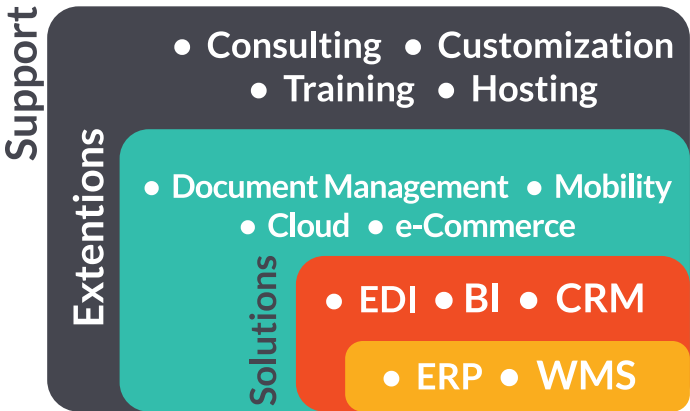 Support
• Consulting • Customization
• Training • Hosting
Extentions
• Document Management • Mobility
• Cloud • e-Commerce
Solutions
• EDI • BI • CRM
• ERP • WMS